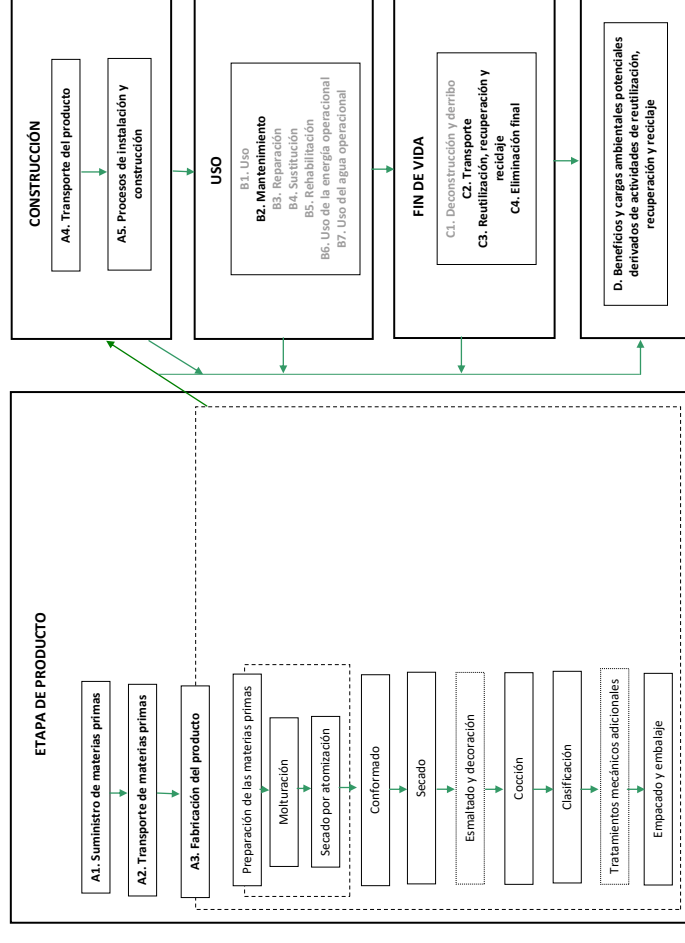 ETAPA DE PRODUCTO
A1. Suministro de materias primas
A2. Transporte de materias primas
A3. Fabricación del producto
Preparación de las materias primas
Molturación
Secado por atomización
Conformado
Secado
Esmaltado y decoración
Cocción
Clasificación
Tratamientos mecánicos adicionales
Empacado y embalaje
CONSTRUCCIÓN
A4. Transporte del producto
A5. Procesos de instalación y
construcción
USO
B1. Uso
B2. Mantenimiento
B3. Reparación
B4. Sustitución
B5. Rehabilitación
B6. Uso de la energía operacional
B7. Uso del agua operacional
FIN DE VIDA
C1. Deconstrucción y derribo
C2. Transporte
C3. Reutilización, recuperación y
reciclaje
C4. Eliminación final
D. Beneficios y cargas ambientales potenciales
derivados de actividades de reutilización,
recuperación y reciclaje